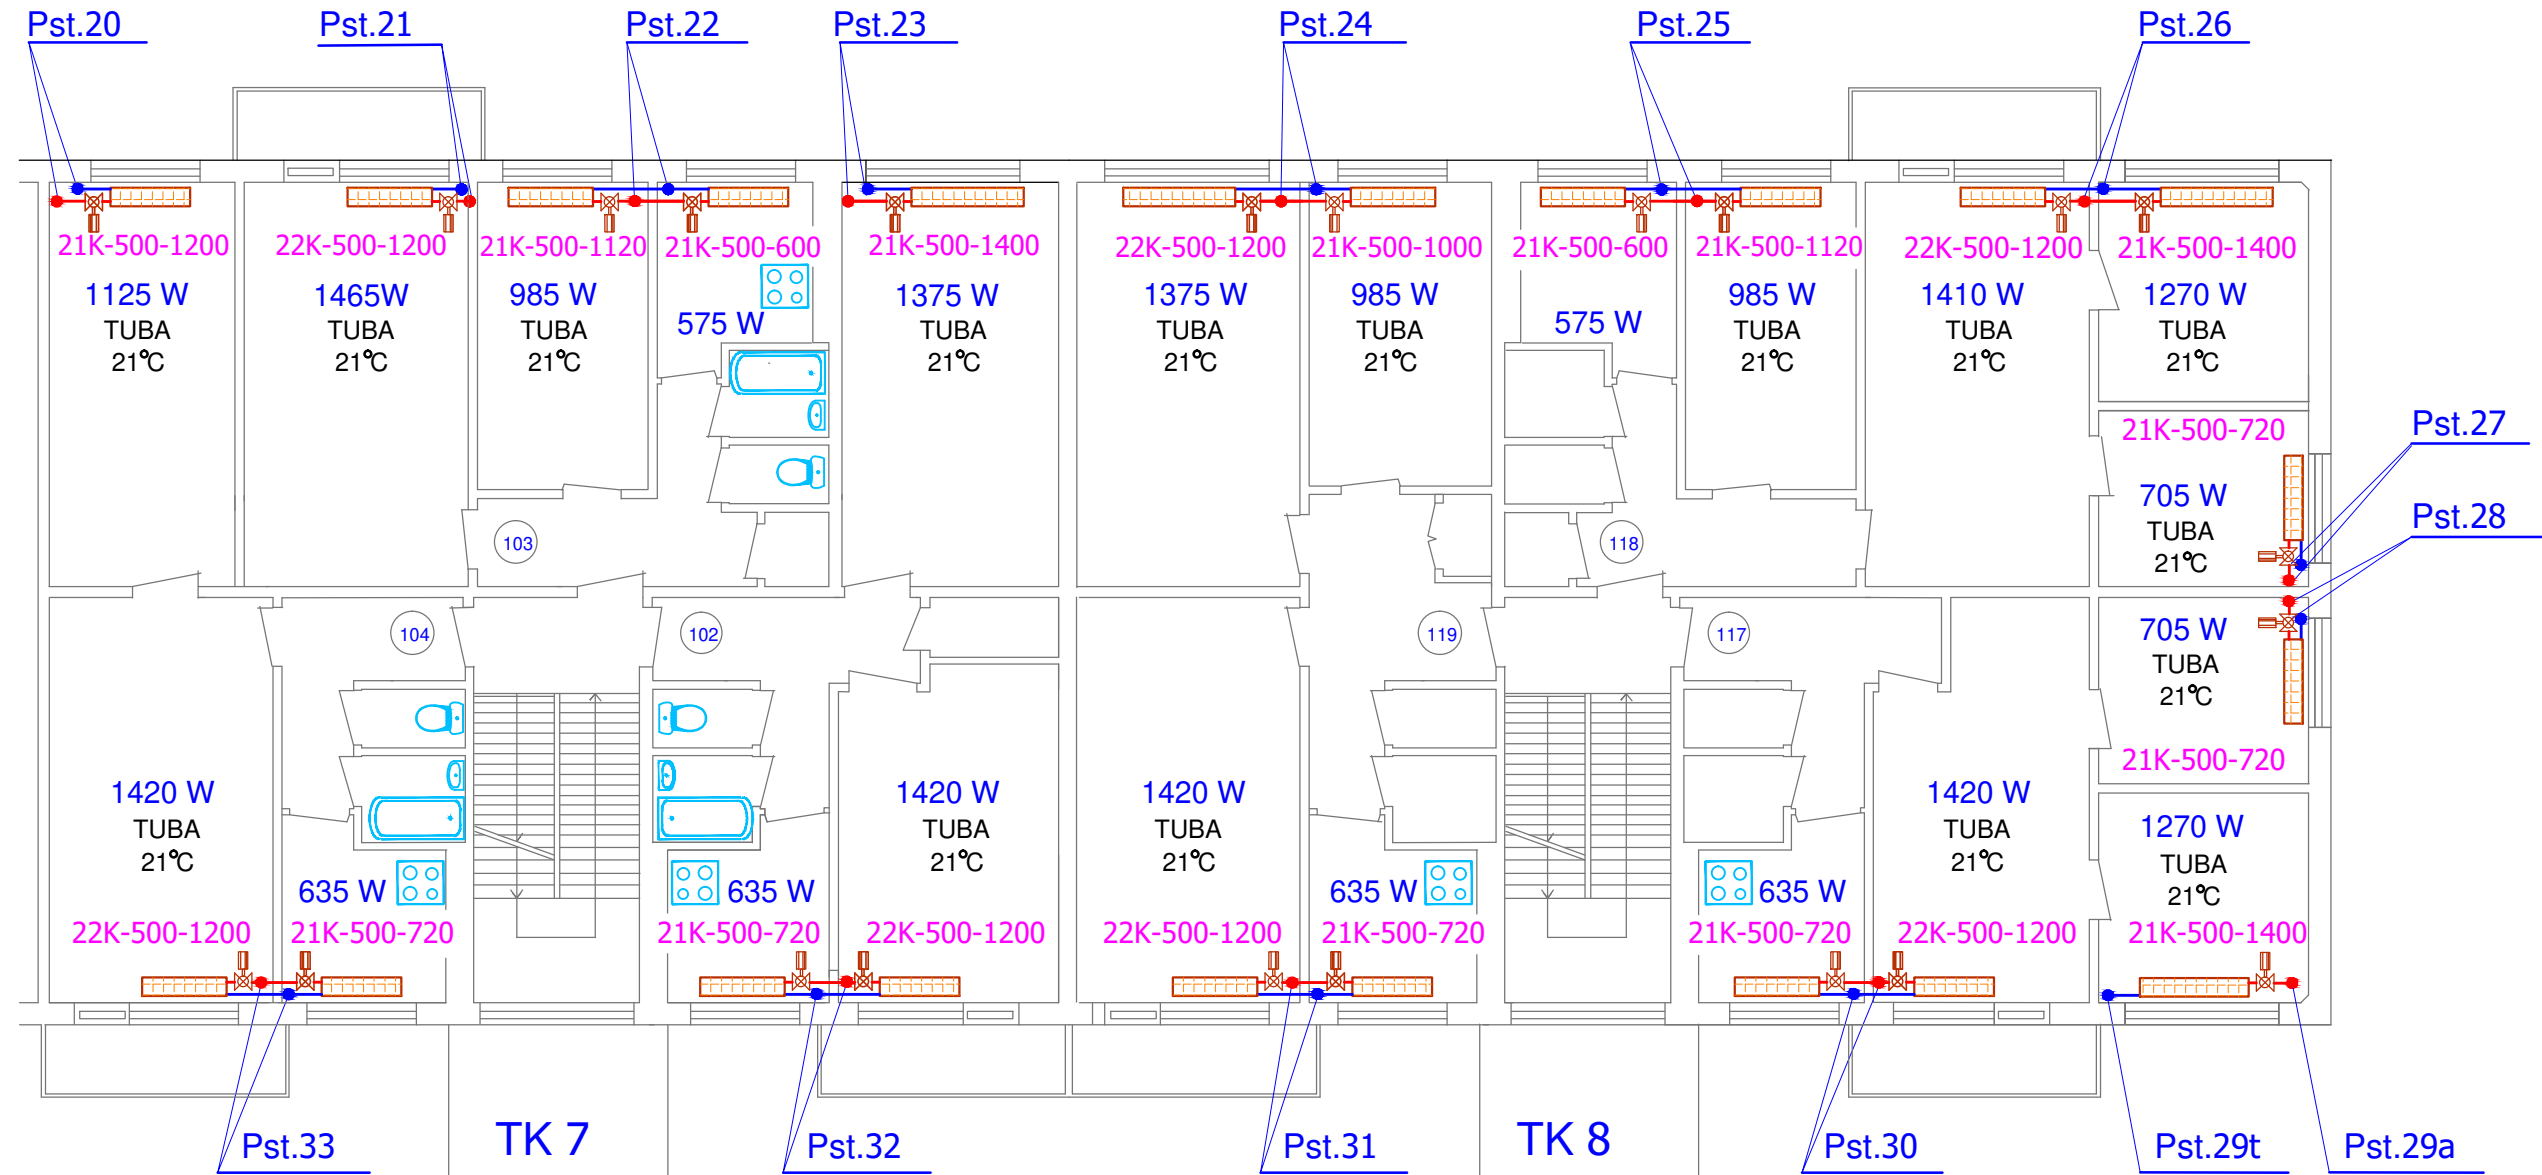 Pst.20 Pst.21 Pst.22 Pst.23 Pst.24 Pst.25 Pst.26
21K-500-1200 22K-500-1200 21K-500-1120 21K-500-600 21K-500-1400 22K-500-1200 21K-500-1000 21K-500-600 21K-500-1120 22K-500-1200 21K-500-1400
1125 W 1465W 985 W 1375 W 1375 W 985 W 985 W 1410 W 1270 W
575 W 575 W
TUBA TUBA TUBA TUBA TUBA TUBA TUBA TUBA TUBA
21°C 21°C 21°C 21°C 21°C 21°C 21°C 21°C 21°C
Pst.27
21K-500-720
705 W
Pst.28
TUBA
21°C
103 118
104 102 119 117
705 W
TUBA
21°C
21K-500-720
1420 W 1420 W 1420 W 1420 W
TUBA TUBA TUBA TUBA
21°C 21°C 21°C 21°C
1270 W
TUBA
21°C
635 W 635 W 635 W 635 W
22K-500-1200 21K-500-720 21K-500-720 22K-500-1200 22K-500-1200 21K-500-720 21K-500-720 22K-500-1200 21K-500-1400
TK 7 TK 8
Pst.33 Pst.32 Pst.31 Pst.30 Pst.29t Pst.29a